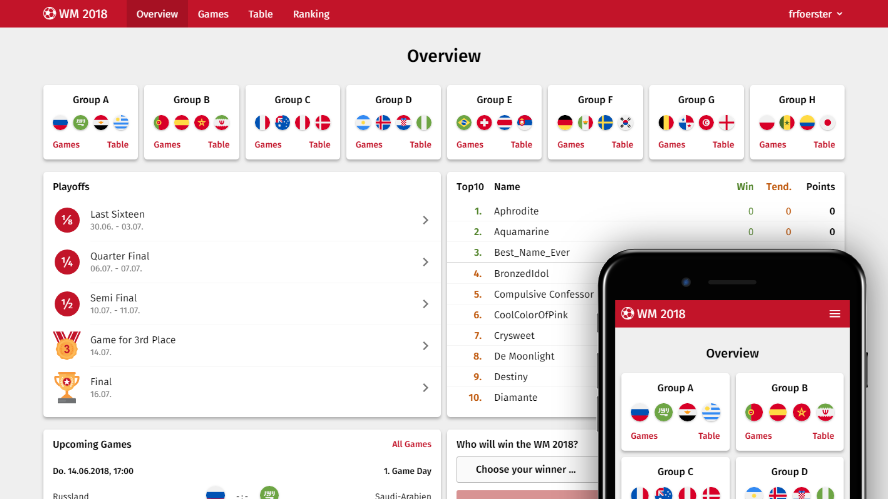 WM 2018 Overview Games Table Ranking frfoerster
Overview
Group A Group B Group C Group D Group E Group F Group G Group H
Games Table Games Table Games Table Games Table Games Table Games Table Games Table Games Table
Playoffs
1/8 Last Sixteen
30.06. - 03.07.
1/4 Quarter Final
06.07. - 07.07.
1/2 Semi Final
10.07. - 11.07.
3 Game for 3rd Place
14.07.
Final
16.07.
Top10 Name Win Tend. Points
1. Aphrodite 0 0 0
2. Aquamarine 0 0 0
3. Best_Name_Ever
4. BronzedIdol
5. Compulsive Confessor
6. CoolColorOfPink
7. Crysweet
8. De Moonlight
9. Destiny
10. Diamante
Upcoming Games All Games
Do. 14.06.2018, 17:00 1. Game Day
Russland -:- Saudi-Arabien
Who will win the WM 2018?
Choose your winner ...
WM 2018
Overview
Group A Group B
Games Table Games Table
Group C Group D